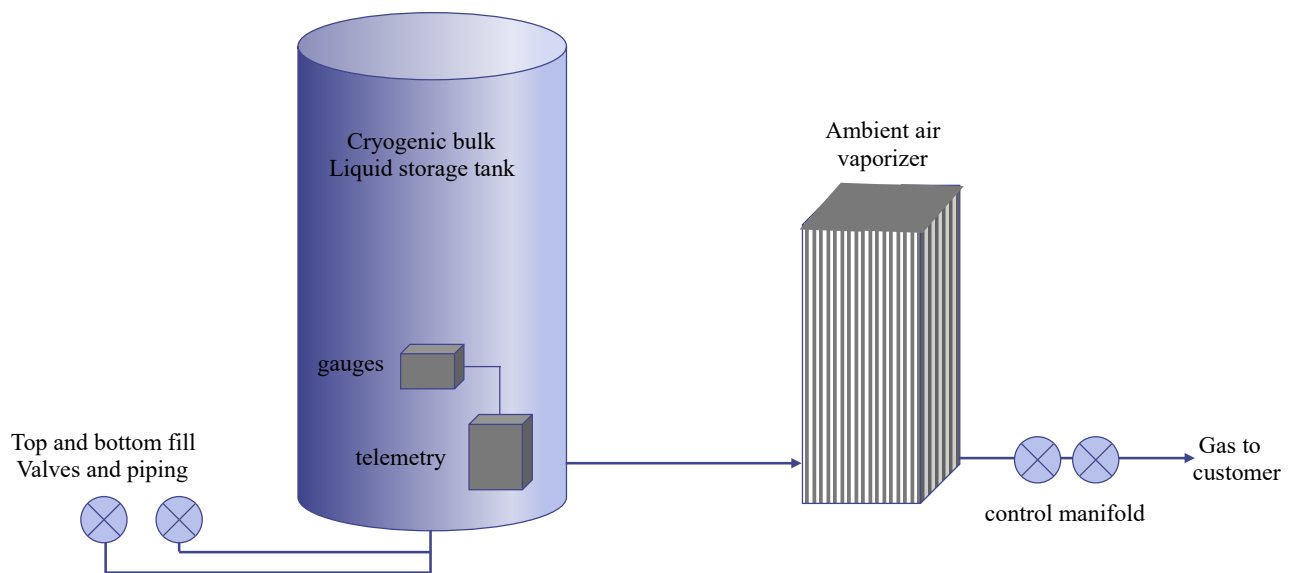 Cryogenic bulk
Liquid storage tank
Ambient air
vaporizer
gauges
telemetry
Top and bottom fill
Valves and piping
Gas to
customer
control manifold